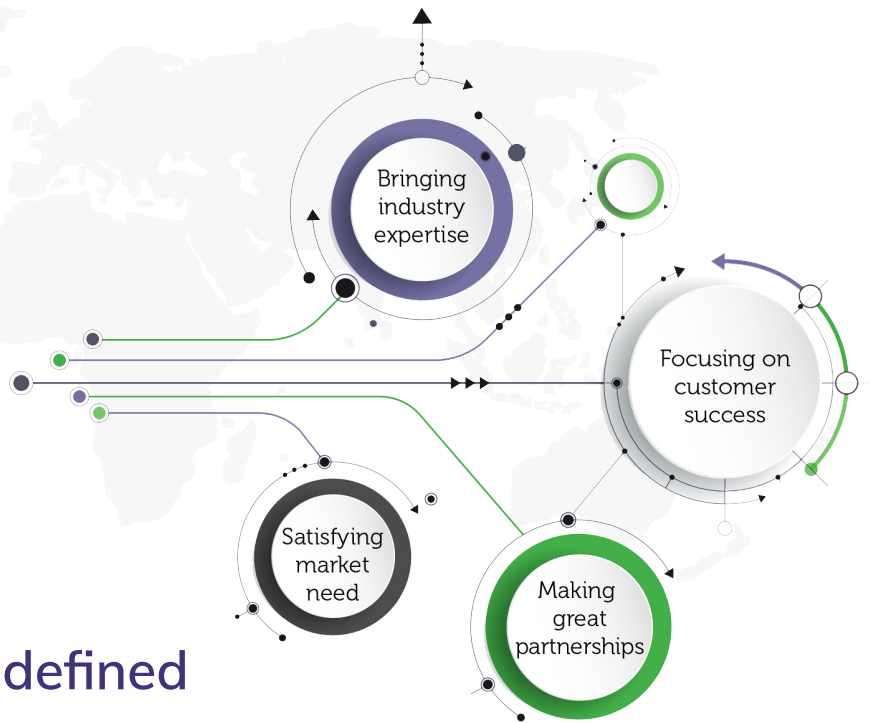 Bringing
industry
expertise
Focusing on
customer
success
Satisfying
market
need
Making
great
partnerships
defined